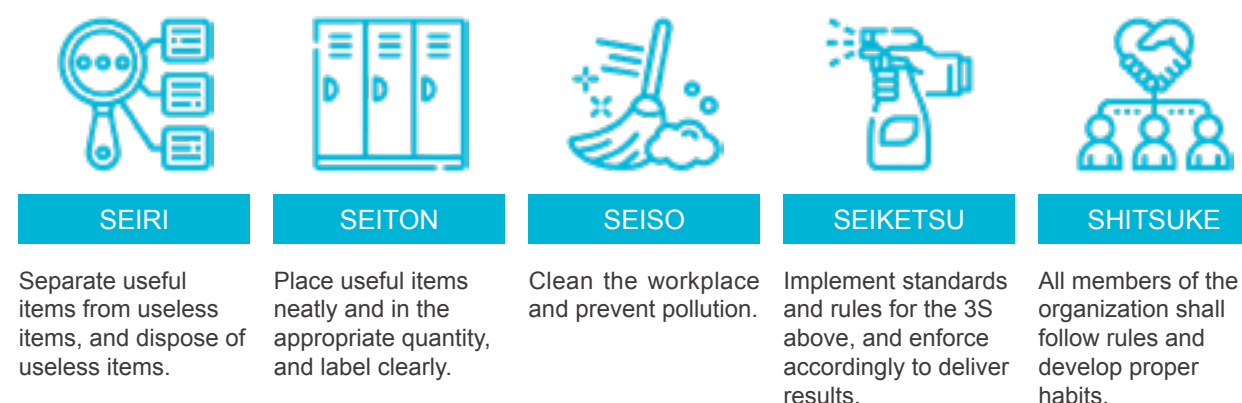 SEIRI
Separate useful
items from useless
items, and dispose of
useless items.
SEITON
Place useful items
neatly and in the
appropriate quantity,
and label clearly.
SEISO
Clean the workplace
and prevent pollution.
SEIKETSU
Implement standards
and rules for the 3S
above, and enforce
accordingly to deliver
results.
SHITSUKE
All members of the
organization shall
follow rules and
develop proper
habits.